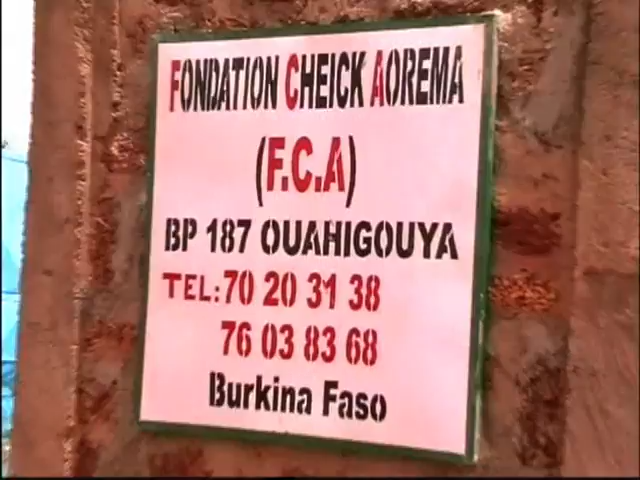 FONDATION CHEICK AOREMA
(F.C.A)
BP 187 OUAHIGOUYA
TEL: 70 20 31 38
76 03 83 68
Burkina Faso